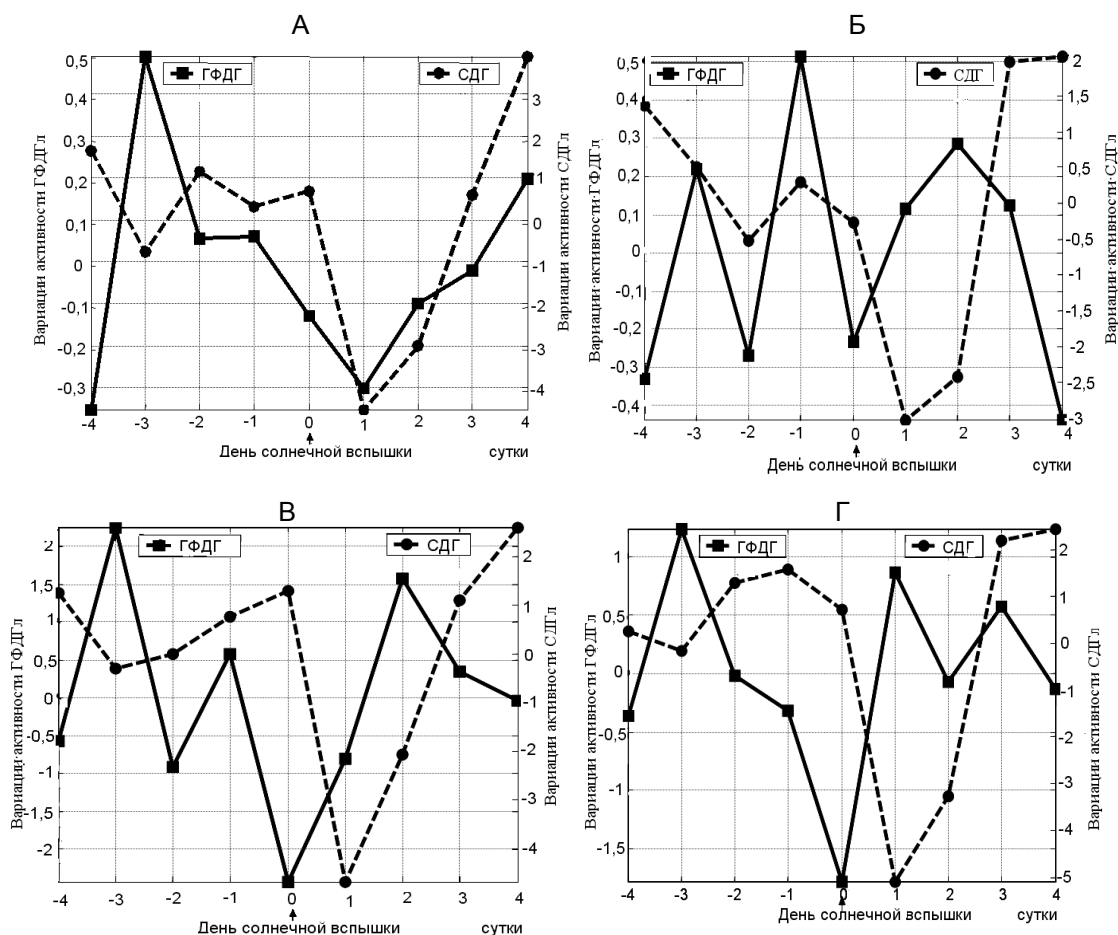 А
ГФДГ
СДГ
Вариации активности ГФДГл
0,5
0,4
0,3
0,2
0,1
0
-0,1
-0,2
-0,3
Вариации активности СДГл
3
2
1
0
-1
-2
-3
-4
-4 -3 -2 -1 0 1 2 3 4
День солнечной вспышки
сутки
Б
ГФДГ
СДГ
Вариации·активности·ГФДГл
0,5
0,4
0,3
0,2
0,1
0
-0,1
-0,2
-0,3
-0,4
Вариации·активности·СДГл
2
1,5
1
0,5
0
-0,5
-1
-1,5
-2
-2,5
-3
-4 -3 -2 -1 0 1 2 3 4
День солнечной вспышки
сутки
В
ГФДГ
СДГ
Вариации·активности ГФДГл
2
1,5
1
0,5
0
-0,5
-1
-1,5
-2
Вариации активности СДГл
2
1
0
-1
-2
-3
-4
-4 -3 -2 -1 0 1 2 3 4
День солнечной вспышки
сутки
Г
ГФДГ
СДГ
Вариации активности ГФДГл
1
0,5
0
-0,5
-1
-1,5
Вариации активности СДГл
2
1
0
-1
-2
-3
-4
-5
-4 -3 -2 -1 0 1 2 3 4
День солнечной вспышки
сутки